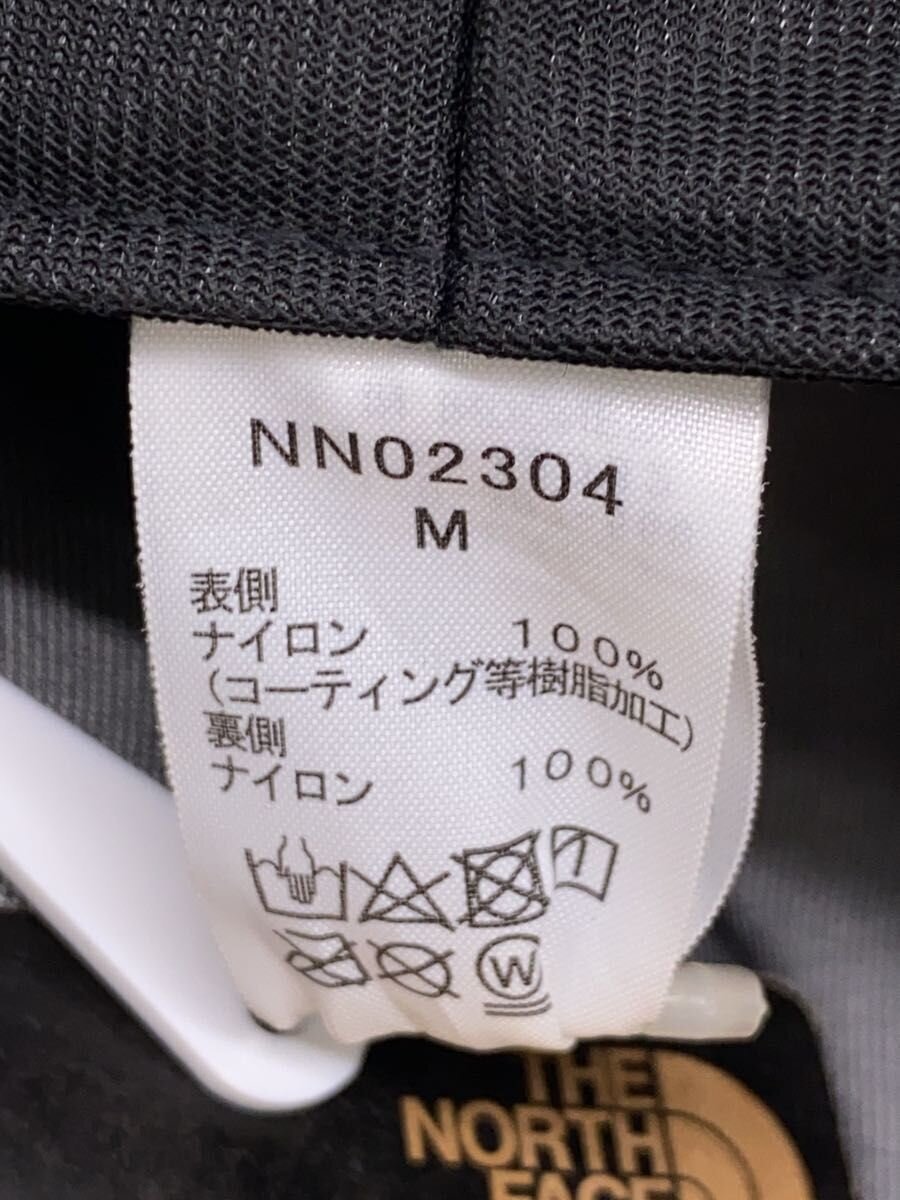 NN02304
M
表側
ナイロン 100%
(コーティング等樹脂加工)
裏側
ナイロン 100%
W
THE
NORTH
FACE